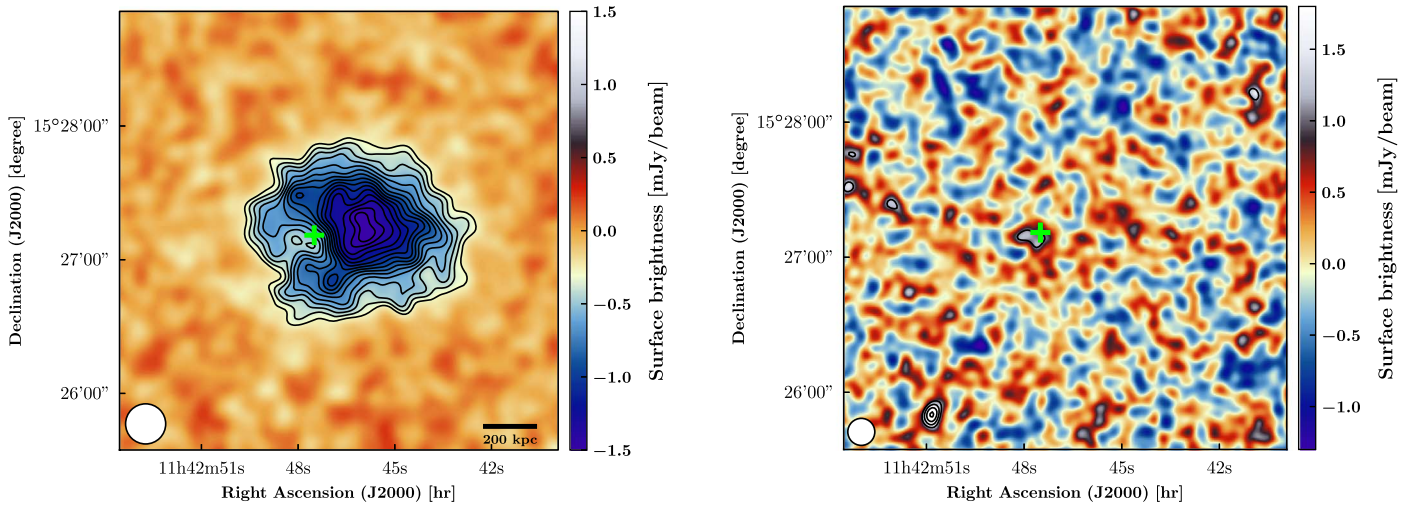 15°28′00″
27′00″
26′00″
Declination (J2000) [degree]
11h42m51s
48s
45s
42s
Right Ascension (J2000) [hr]
200 kpc
1.5
1.0
0.5
0.0
−0.5
−1.0
−1.5
Surface brightness [mJy/beam]
15°28′00″
27′00″
26′00″
Declination (J2000) [degree]
11h42m51s
48s
45s
42s
Right Ascension (J2000) [hr]
1.5
1.0
0.5
0.0
−0.5
−1.0
Surface brightness [mJy/beam]